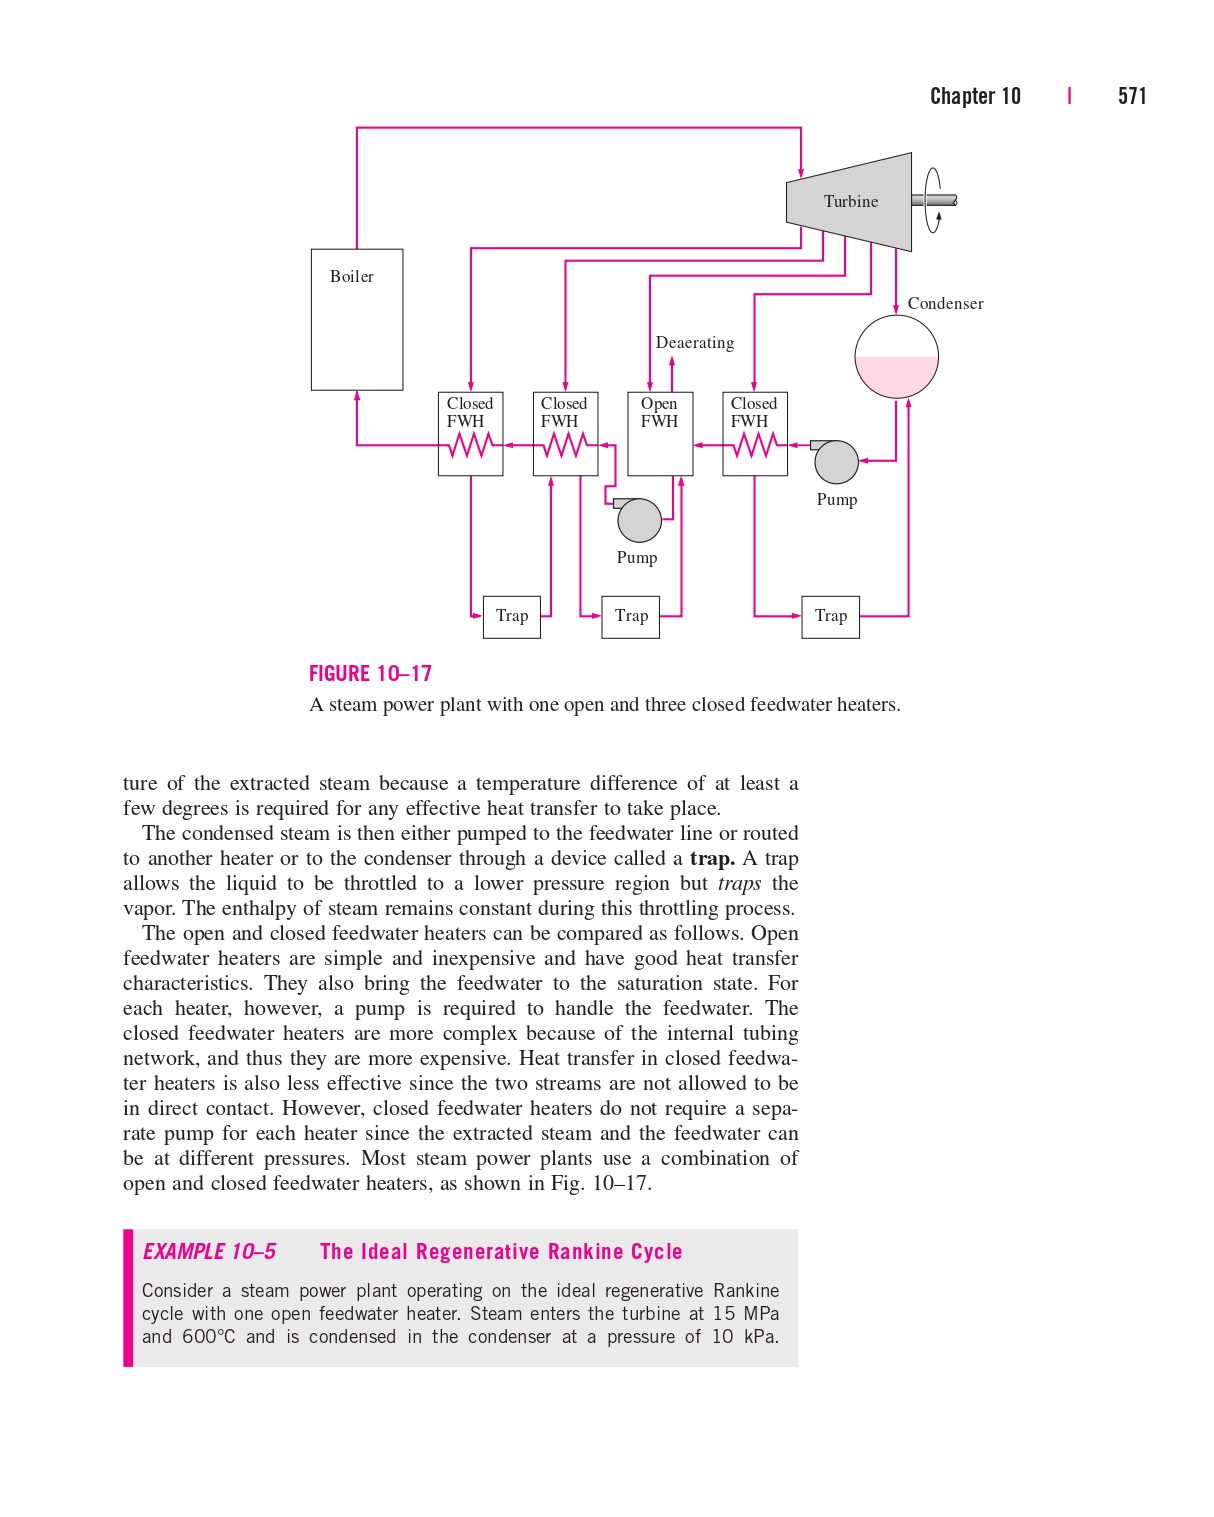 Chapter 10 | 571
Turbine
Boiler
Condenser
Deaerating
Closed
FWH
Closed
FWH
Open
FWH
Closed
FWH
Pump
Pump
Trap
Trap
Trap
FIGURE 10–17
A steam power plant with one open and three closed feedwater heaters.
ture of the extracted steam because a temperature difference of at least a
few degrees is required for any effective heat transfer to take place.
The condensed steam is then either pumped to the feedwater line or routed
to another heater or to the condenser through a device called a trap. A trap
allows the liquid to be throttled to a lower pressure region but traps the
vapor. The enthalpy of steam remains constant during this throttling process.
The open and closed feedwater heaters can be compared as follows. Open
feedwater heaters are simple and inexpensive and have good heat transfer
characteristics. They also bring the feedwater to the saturation state. For
each heater, however, a pump is required to handle the feedwater. The
closed feedwater heaters are more complex because of the internal tubing
network, and thus they are more expensive. Heat transfer in closed feedwa-
ter heaters is also less effective since the two streams are not allowed to be
in direct contact. However, closed feedwater heaters do not require a sepa-
rate pump for each heater since the extracted steam and the feedwater can
be at different pressures. Most steam power plants use a combination of
open and closed feedwater heaters, as shown in Fig. 10–17.
EXAMPLE 10–5 The Ideal Regenerative Rankine Cycle
Consider a steam power plant operating on the ideal regenerative Rankine
cycle with one open feedwater heater. Steam enters the turbine at 15 MPa
and 600°C and is condensed in the condenser at a pressure of 10 kPa.